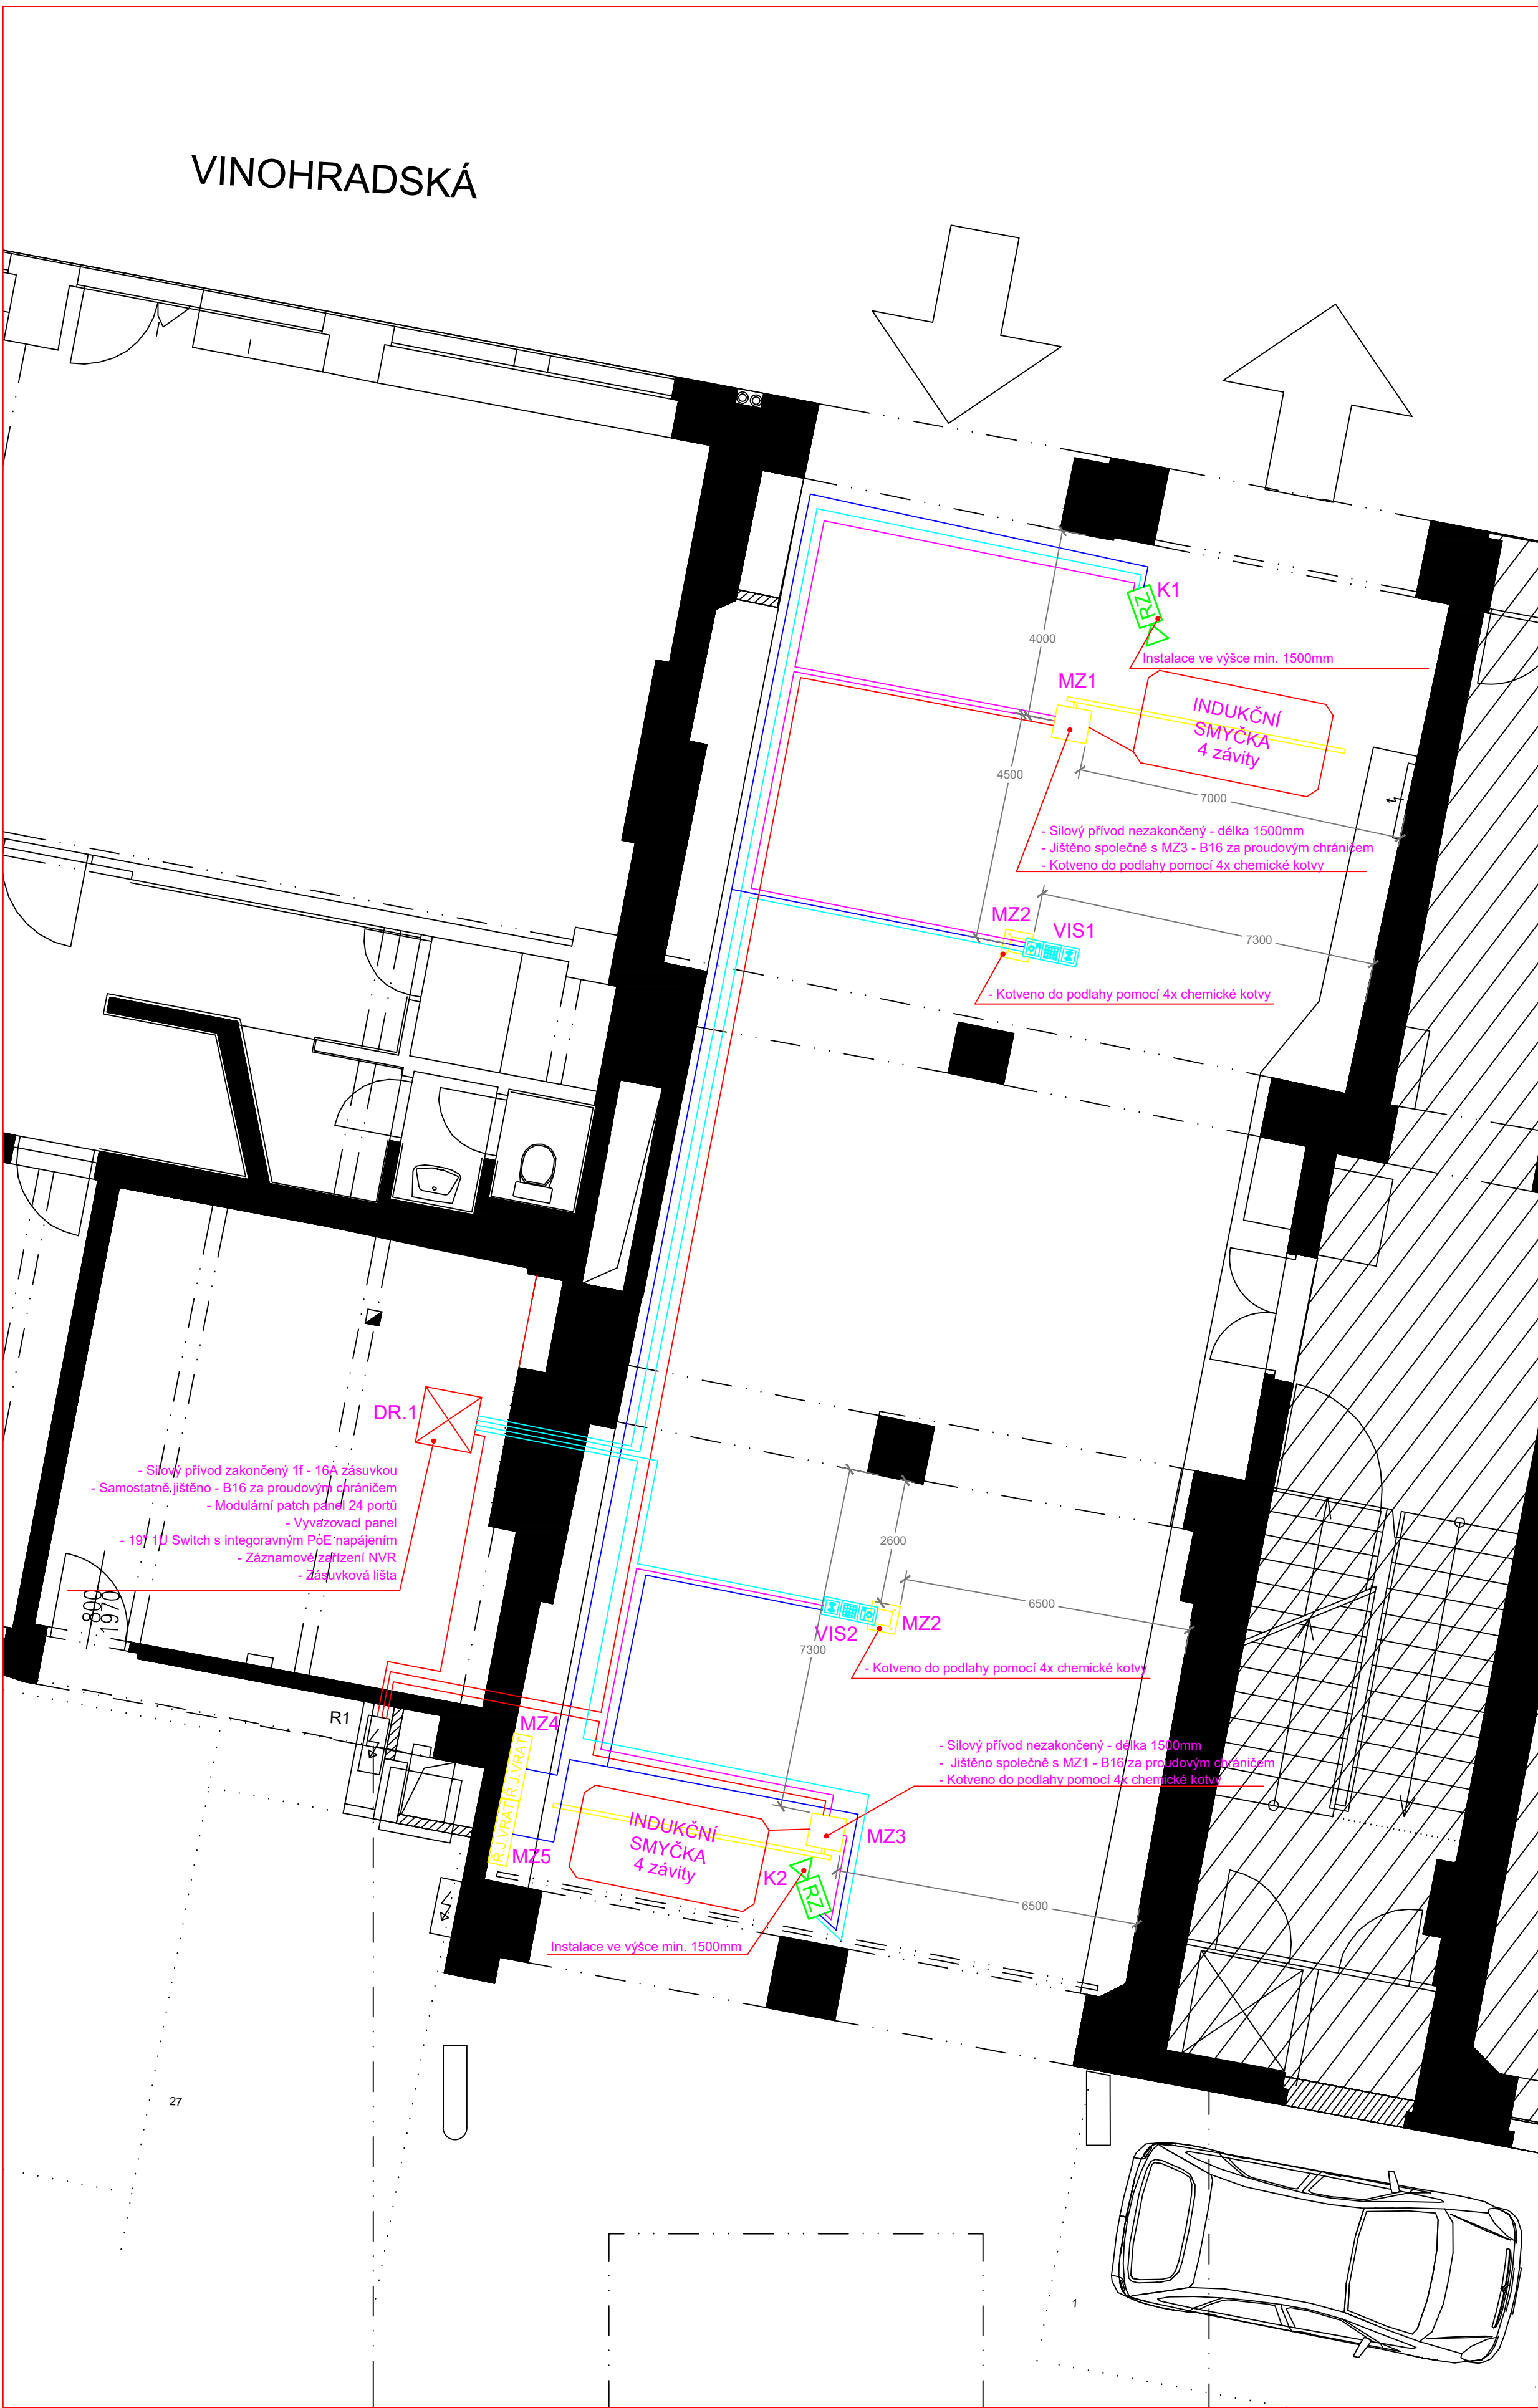 VINOHRADSKÁ
K1
RZ
4000
Instalace ve výšce min. 1500mm
MZ1
INDUKČNÍ
SMYČKA
4 závity
4500
7000
- Silový přívod nezakončený - délka 1500mm
- Jištěno společně s MZ3 - B16 za proudovým chráničem
- Kotveno do podlahy pomocí 4x chemické kotvy
MZ2
VIS1
7300
- Kotveno do podlahy pomocí 4x chemické kotvy
DR.1
- Silový přívod zakončený 1f - 16A zásuvkou
- Samostatně jištěno - B16 za proudovým chráničem
- Modulární patch panel 24 portů
- Vyvazovací panel
- 19" 1U Switch s integoravným PoE napájením
- Záznamové zařízení NVR
- Zásuvková lišta
800
1970
2600
6500
MZ2
VIS2
7300
- Kotveno do podlahy pomocí 4x chemické kotvy
R1
MZ4
R.J.VRAT
R.J.VRAT
MZ5
- Silový přívod nezakončený - délka 1500mm
- Jištěno společně s MZ1 - B16 za proudovým chráničem
- Kotveno do podlahy pomocí 4x chemické kotvy
INDUKČNÍ
SMYČKA
4 závity
MZ3
K2
RZ
6500
Instalace ve výšce min. 1500mm
27
1